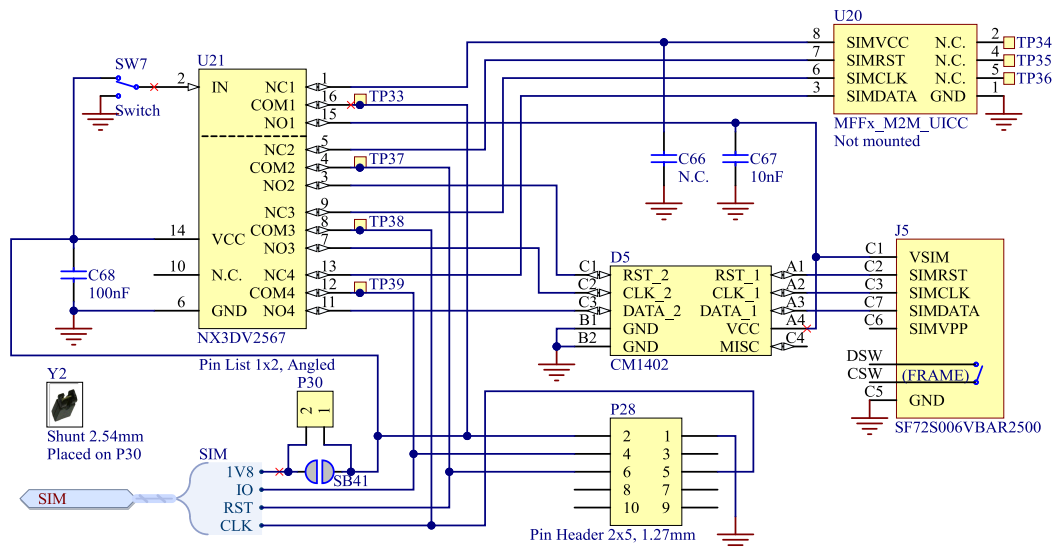 U20
8 SIMVCC N.C. 2 TP34
7 SIMRST N.C. 4 TP35
6 SIMCLK N.C. 5 TP36
3 SIMDATA GND 1
MFFx_M2M_UICC
Not mounted
SW7
Switch
U21
2 IN NC1 1
COM1 16 TP33
NO1 15
NC2 5
COM2 4 TP37
NO2 3
NC3 9
14 VCC COM3 8 TP38
NO3 7
10 N.C. NC4 13
COM4 12 TP39
6 GND NO4 11
NX3DV2567
C68
100nF
C66
N.C.
C67
10nF
D5
C1 RST_2 RST_1 A1
C2 CLK_2 CLK_1 A2
C3 DATA_2 DATA_1 A3
B1 GND VCC A4
B2 GND MISC C4
CM1402
J5
C1 VSIM
C2 SIMRST
C3 SIMCLK
C7 SIMDATA
C6 SIMVPP
DSW
CSW (FRAME)
C5 GND
SF72S006VBAR2500
Y2
Shunt 2.54mm
Placed on P30
Pin List 1x2, Angled
P30
2 1
SB41
SIM
SIM
1V8
IO
RST
CLK
P28
2 1
4 3
6 5
8 7
10 9
Pin Header 2x5, 1.27mm